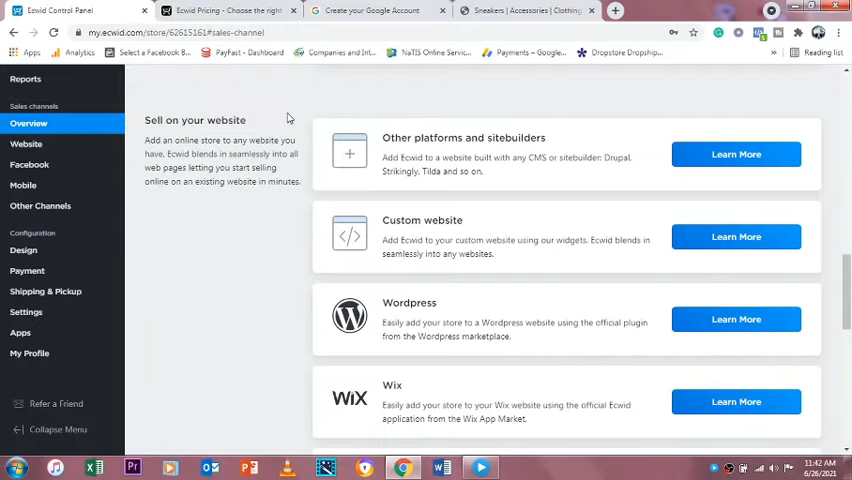 Ecwid Control Panel
Ecwid Pricing - Choose the right
Create your Google Account
Sneakers | Accessories | Clothing
my.ecwid.com/store/62615161#sales-channel
Apps
Analytics
Select a Facebook B...
PayFast - Dashboard
Companies and Int...
NaTIS Online Servic...
Payments – Google...
Dropstore Dropship...
Reading list
Reports
Sales channels
Overview
Website
Facebook
Mobile
Other Channels
Configuration
Design
Payment
Shipping & Pickup
Settings
Apps
My Profile
Refer a Friend
Collapse Menu
Sell on your website
Add an online store to any website you
have. Ecwid blends in seamlessly into all
web pages letting you start selling
online on an existing website in minutes.
Other platforms and sitebuilders
Add Ecwid to a website built with any CMS or sitebuilder: Drupal,
Strikingly, Tilda and so on.
Learn More
Custom website
Add Ecwid to your custom website using our widgets. Ecwid blends in
seamlessly into any websites.
Learn More
Wordpress
Easily add your store to a Wordpress website using the official plugin
from the Wordpress marketplace.
Learn More
WiX
Wix
Easily add your store to your Wix website using the official Ecwid
application from the Wix App Market.
Learn More
11:42 AM
6/26/2021